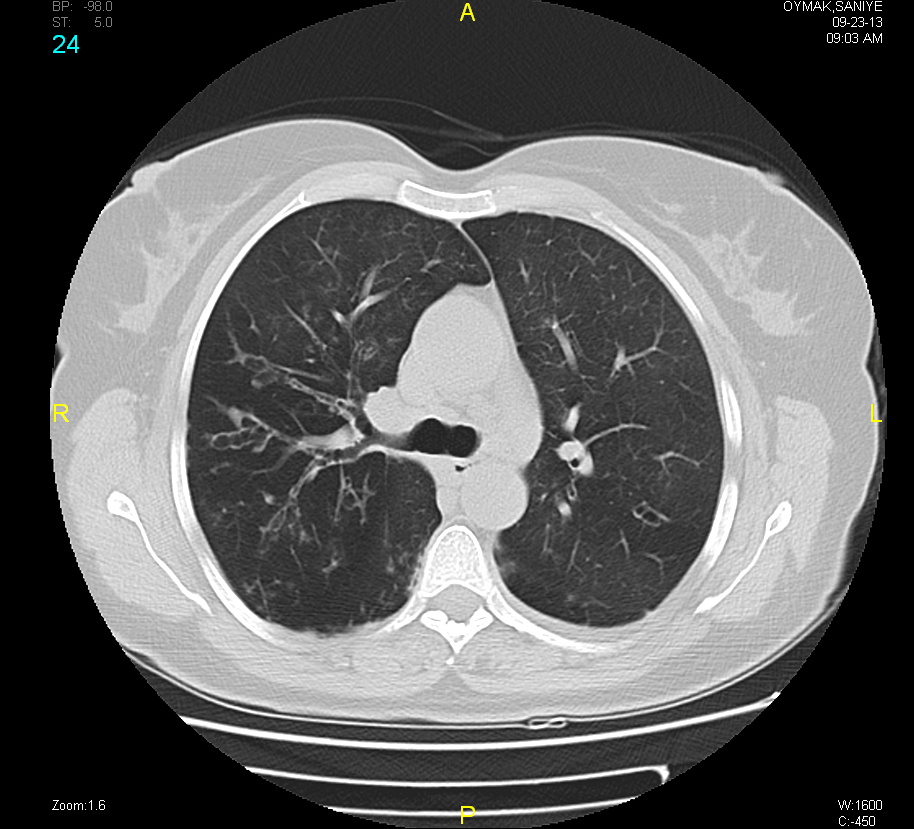 BP: -98.0
ST: 5.0
24
A
OYMAK,SANIYE
09-23-13
09:03 AM
R
L
Zoom:1.6
P
W:1600
C:-450